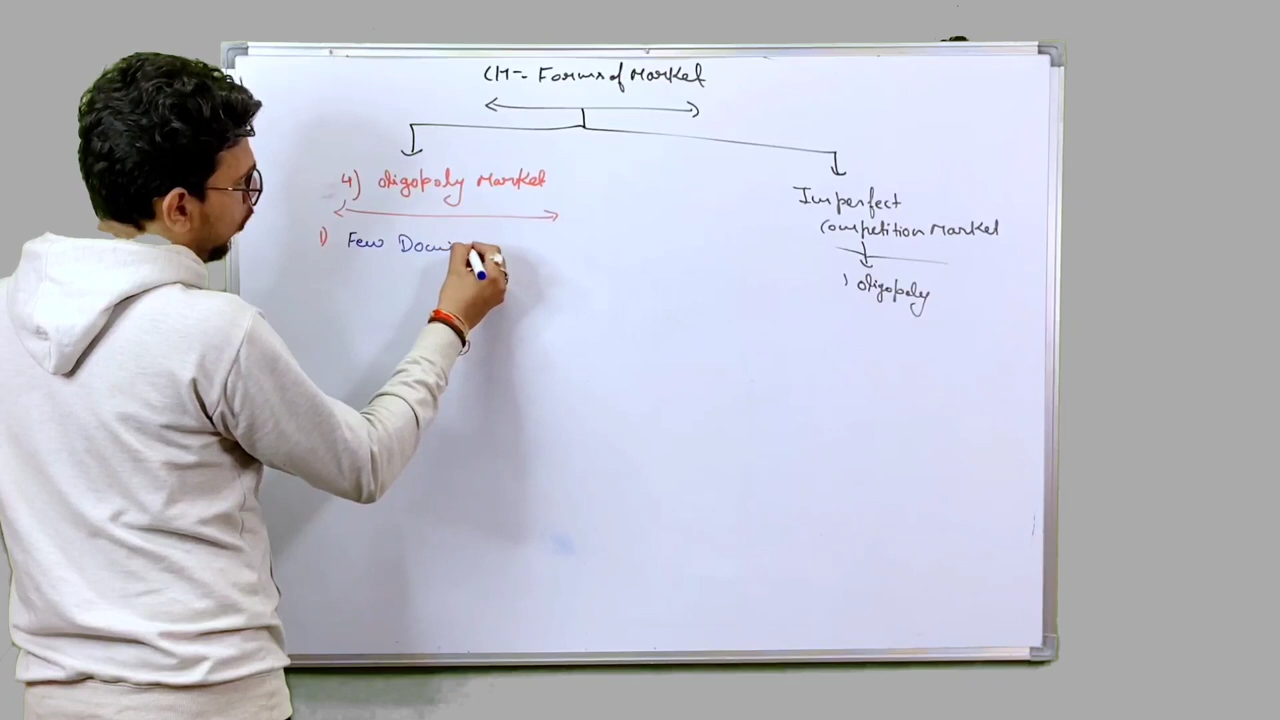 CH-- Forms of Market
4) Oligopoly Market
1) Few Domi
Imperfect
Competition Market
1 Oligopoly